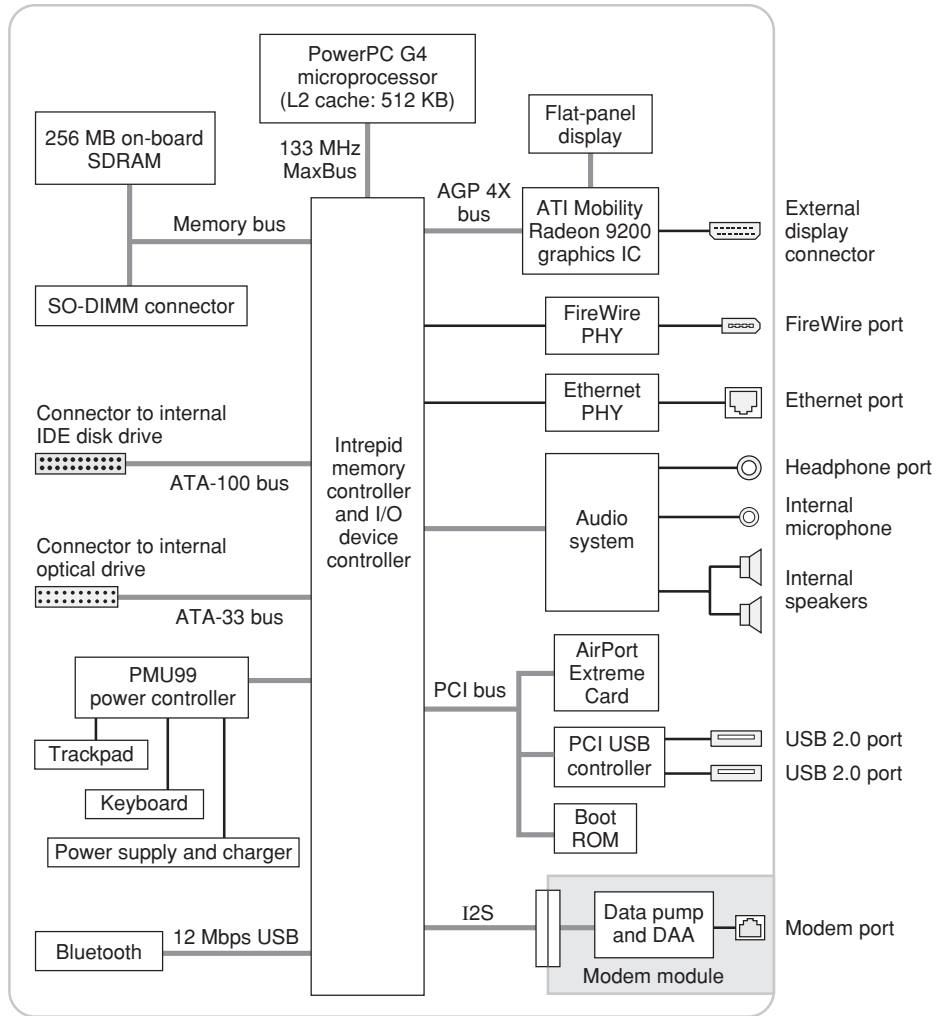 PowerPC G4
microprocessor
(L2 cache: 512 KB)
256 MB on-board
SDRAM
133 MHz
MaxBus
Flat-panel
display
AGP 4X
bus
ATI Mobility
Radeon 9200
graphics IC
External
display
connector
Memory bus
SO-DIMM connector
FireWire
PHY
FireWire port
Ethernet
PHY
Ethernet port
Connector to internal
IDE disk drive
ATA-100 bus
Intrepid
memory
controller
and I/O
device
controller
Audio
system
Headphone port
Internal
microphone
Internal
speakers
Connector to internal
optical drive
ATA-33 bus
PMU99
power controller
Trackpad
Keyboard
Power supply and charger
PCI bus
AirPort
Extreme
Card
PCI USB
controller
USB 2.0 port
USB 2.0 port
Boot
ROM
Bluetooth
12 Mbps USB
I2S
Data pump
and DAA
Modem module
Modem port